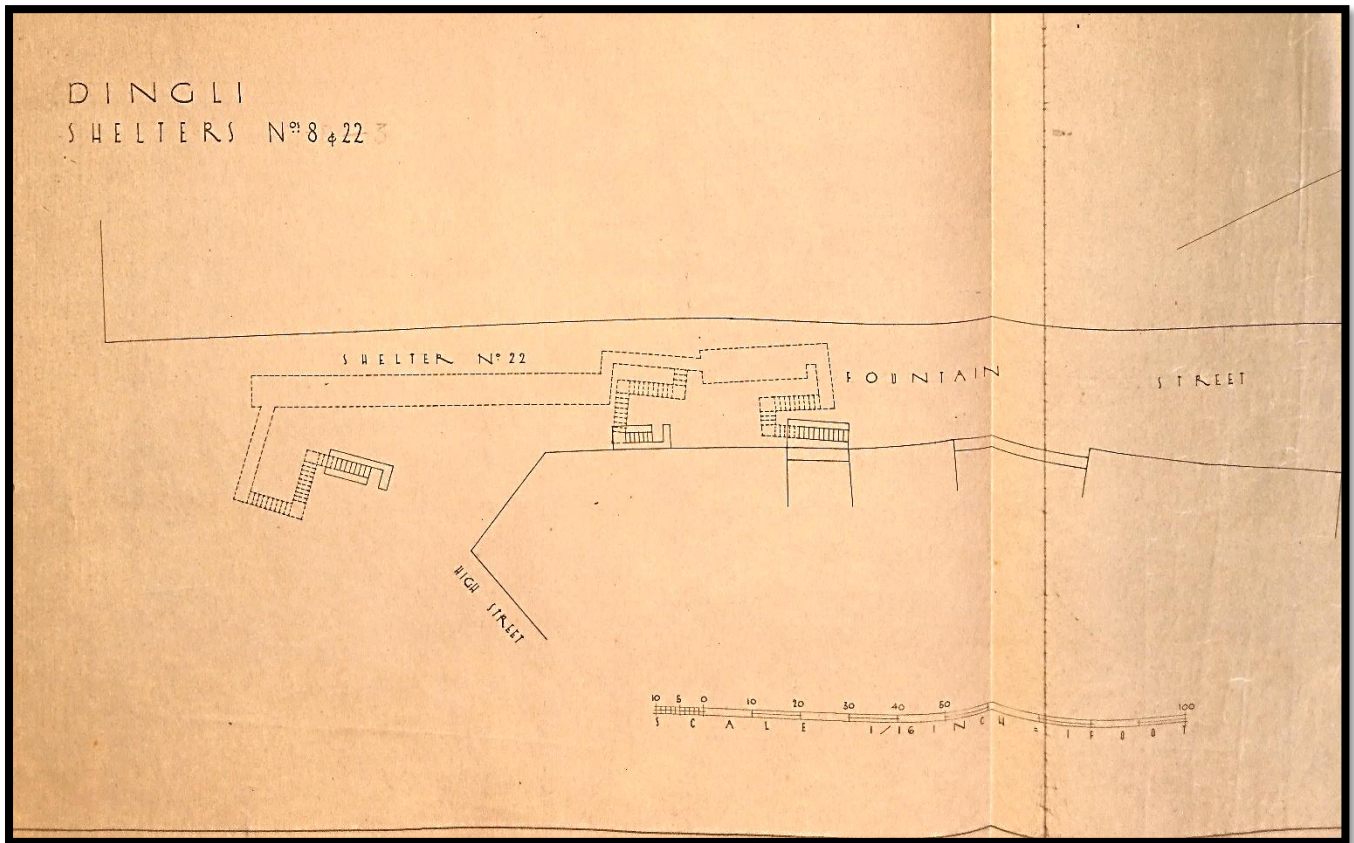 DINGLI
SHELTERS Nos 8 & 22 3
SHELTER No 22
FOUNTAIN STREET
HIGH STREET
10 5 0 10 20 30 40 50 100
SCALE 1/16 INCH = 1 FOOT